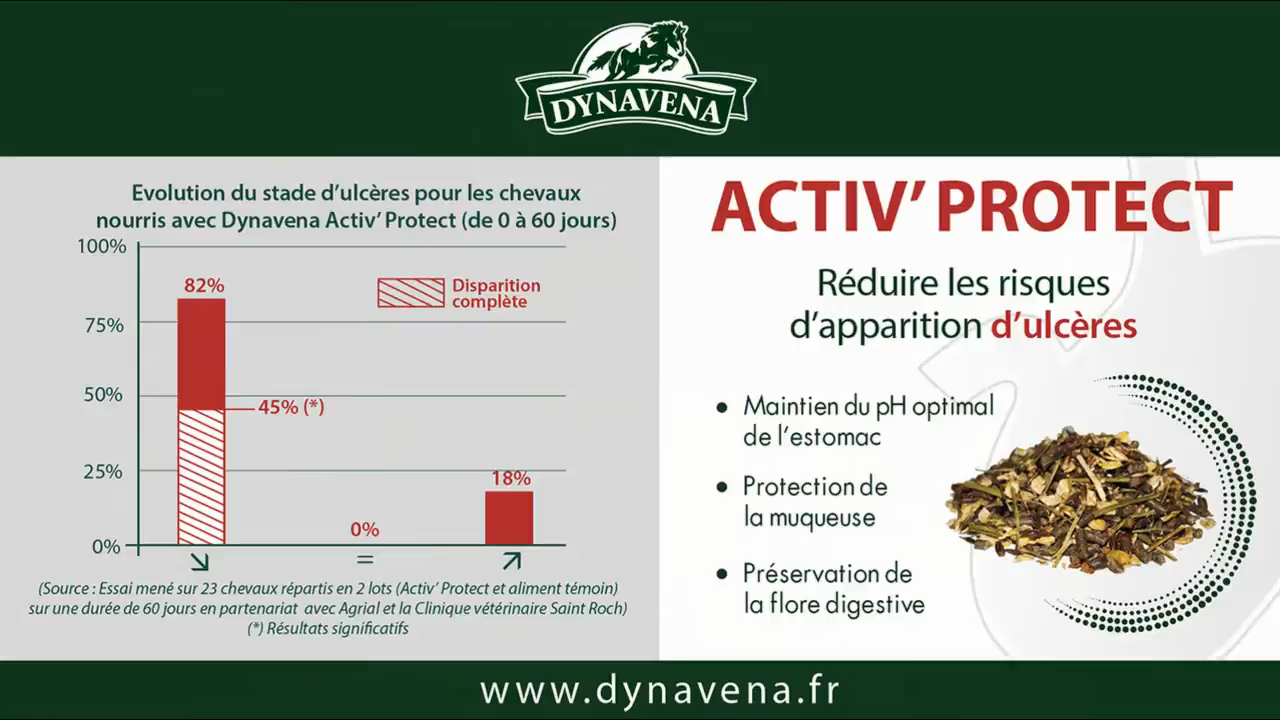 DYNAVENA
Evolution du stade d'ulcères pour les chevaux
nourris avec Dynavena Activ' Protect (de 0 à 60 jours)
100%
82%
Disparition
complète
75%
50%
45% (*)
25%
18%
0%
0%
=
(Source : Essai mené sur 23 chevaux répartis en 2 lots (Activ' Protect et aliment témoin)
sur une durée de 60 jours en partenariat avec Agrial et la Clinique vétérinaire Saint Roch)
(*) Résultats significatifs
ACTIV' PROTECT
Réduire les risques
d'apparition d'ulcères
• Maintien du pH optimal
de l'estomac
• Protection de
la muqueuse
• Préservation de
la flore digestive
www.dynavena.fr